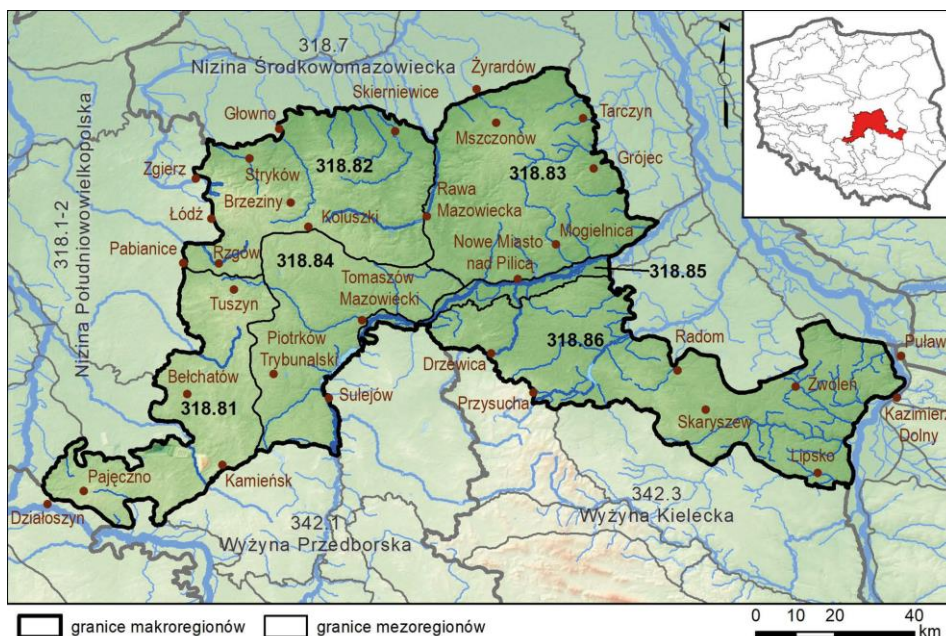 318.7
Nizina Środkowomazowiecka
Żyrardów
Skierniewice
Głowno
Tarczyn
Mszczonów
Zgierz
318.82
318.83
Grójec
Stryków
Brzeziny
Rawa
Mazowiecka
Łódź
Koluszki
Mogielnica
Pabianice
Rzgów
318.84
Nowe Miasto
nad Pilicą
318.85
318.1-2
Nizina Południowowielkopolska
Tuszyn
Tomaszów
Mazowiecki
Piotrków
Trybunalski
318.86
Radom
Puławy
Drzewica
Bełchatów
318.81
Sulejów
Przysucha
Zwoleń
Skaryszew
Kazimierz
Dolny
Lipsko
Pajęczno
Kamieńsk
Działoszyn
342.1
Wyżyna Przedborska
342.3
Wyżyna Kielecka
granice makroregionów
granice mezoregionów
0 10 20 40
km